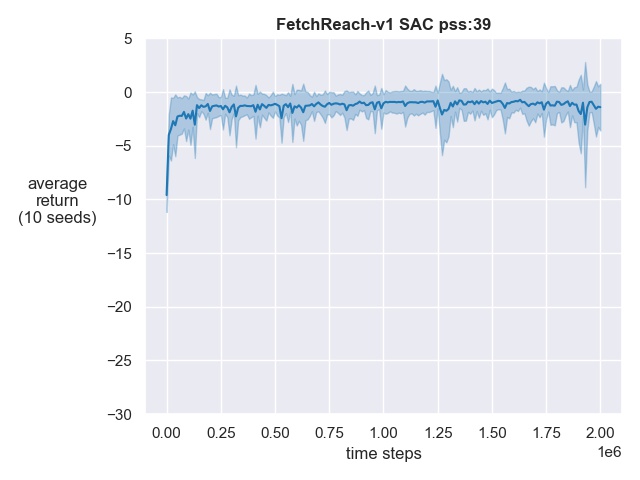 FetchReach-v1 SAC pss:39
5
0
−5
−10
−15
−20
−25
−30
average
return
(10 seeds)
0.00 0.25 0.50 0.75 1.00 1.25 1.50 1.75 2.00
time steps
1e6